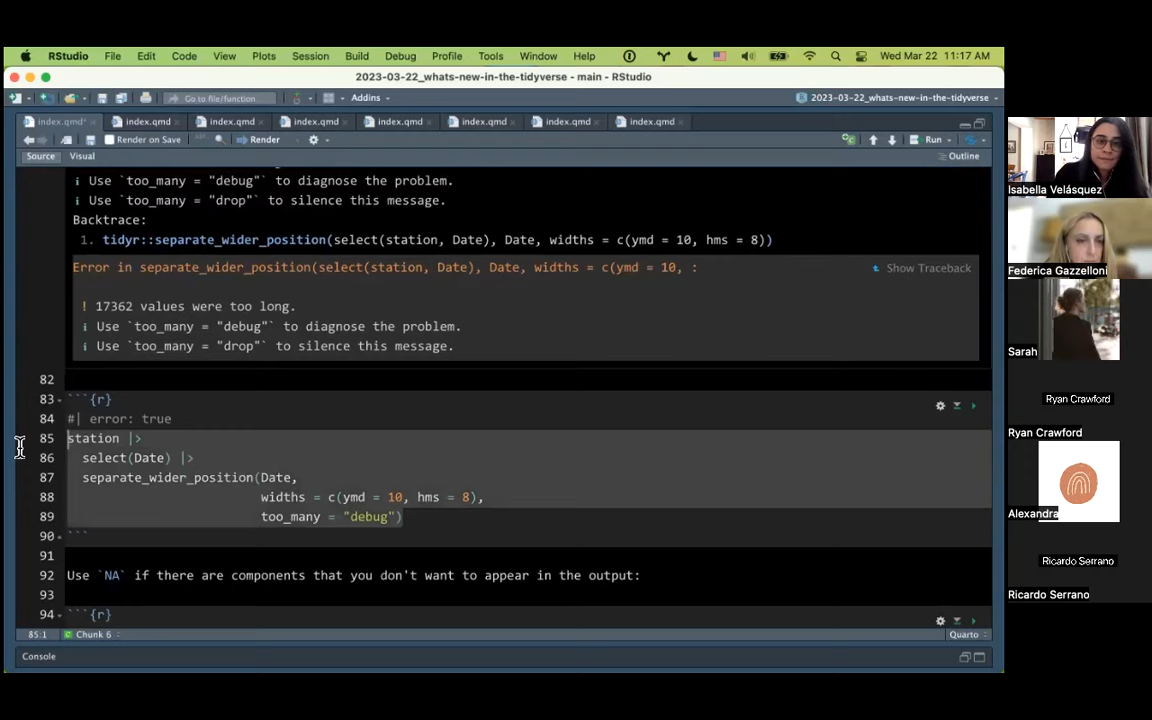 RStudio File Edit Code View Plots Session Build Debug Profile Tools Window Help Wed Mar 22 11:17 AM
2023-03-22_whats-new-in-the-tidyverse - main - RStudio
Go to file/function Addins 2023-03-22_whats-new-in-the-tidyverse
index.qmd* index.qmd index.qmd index.qmd index.qmd index.qmd index.qmd index.qmd
Render on Save Render Run
Source Visual Outline
i Use `too_many = "debug"` to diagnose the problem.
i Use `too_many = "drop"` to silence this message.
Backtrace:
1. tidyr::separate_wider_position(select(station, Date), Date, widths = c(ymd = 10, hms = 8))
Error in separate_wider_position(select(station, Date), Date, widths = c(ymd = 10, :
Show Traceback
! 17362 values were too long.
i Use `too_many = "debug"` to diagnose the problem.
i Use `too_many = "drop"` to silence this message.
82
83 ```{r}
84 #| error: true
85 station |>
86 select(Date) |>
87 separate_wider_position(Date,
88 widths = c(ymd = 10, hms = 8),
89 too_many = "debug")
90 ```
91
92 Use `NA` if there are components that you don't want to appear in the output:
93
94 ```{r}
85:1 Chunk 6 Quarto
Console
Isabella Velásquez
Federica Gazzelloni
Sarah
Ryan Crawford
Ryan Crawford
Alexandra
Ricardo Serrano
Ricardo Serrano